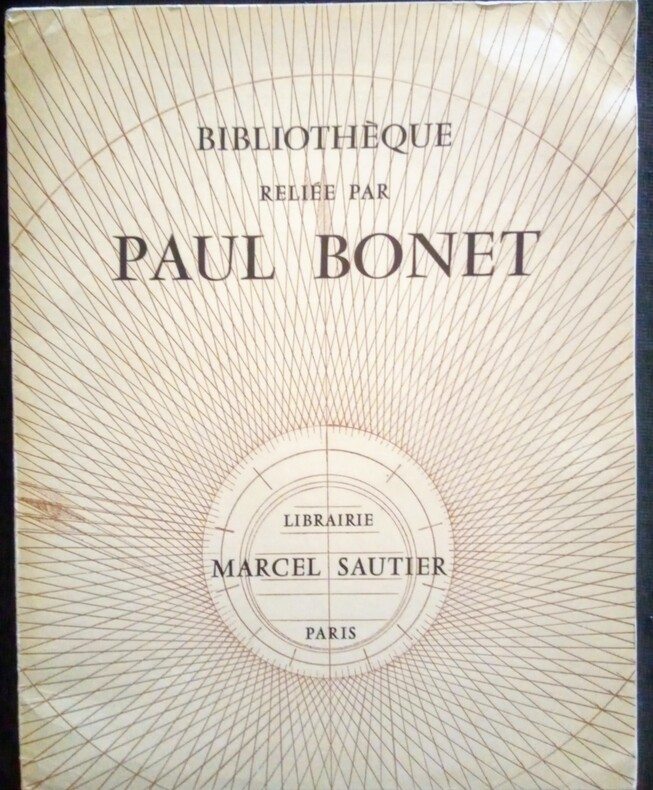 BIBLIOTHÈQUE
RELIÉE PAR
PAUL BONET
LIBRAIRIE
MARCEL SAUTIER
PARIS